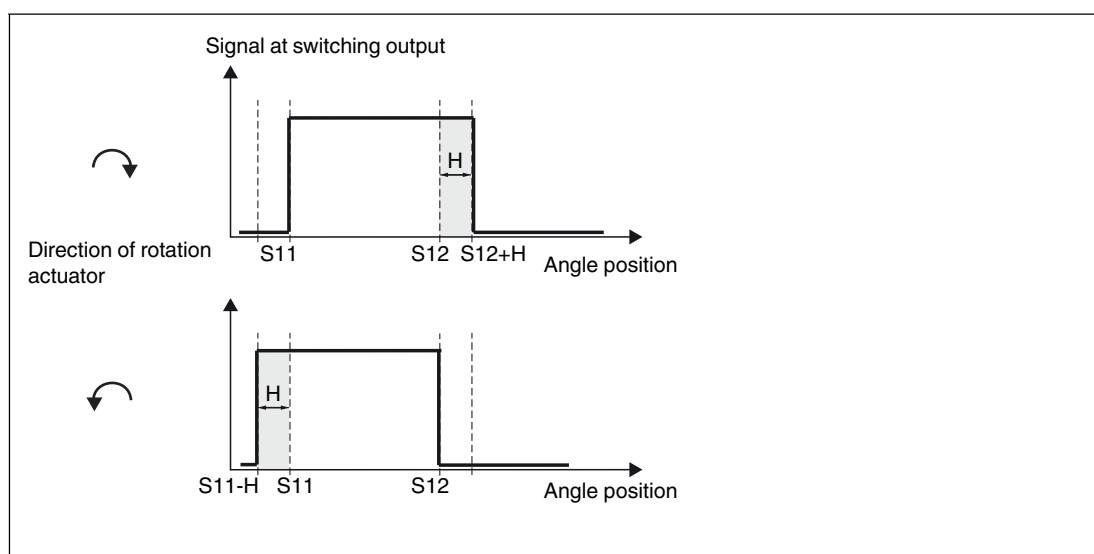 Signal at switching output
H
S11
S12
S12+H
Angle position
Direction of rotation
actuator
H
S11-H
S11
S12
Angle position